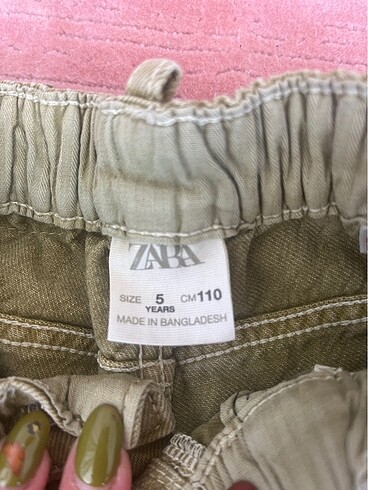 ZARA
SIZE 5 CM 110
YEARS
MADE IN BANGLADESH